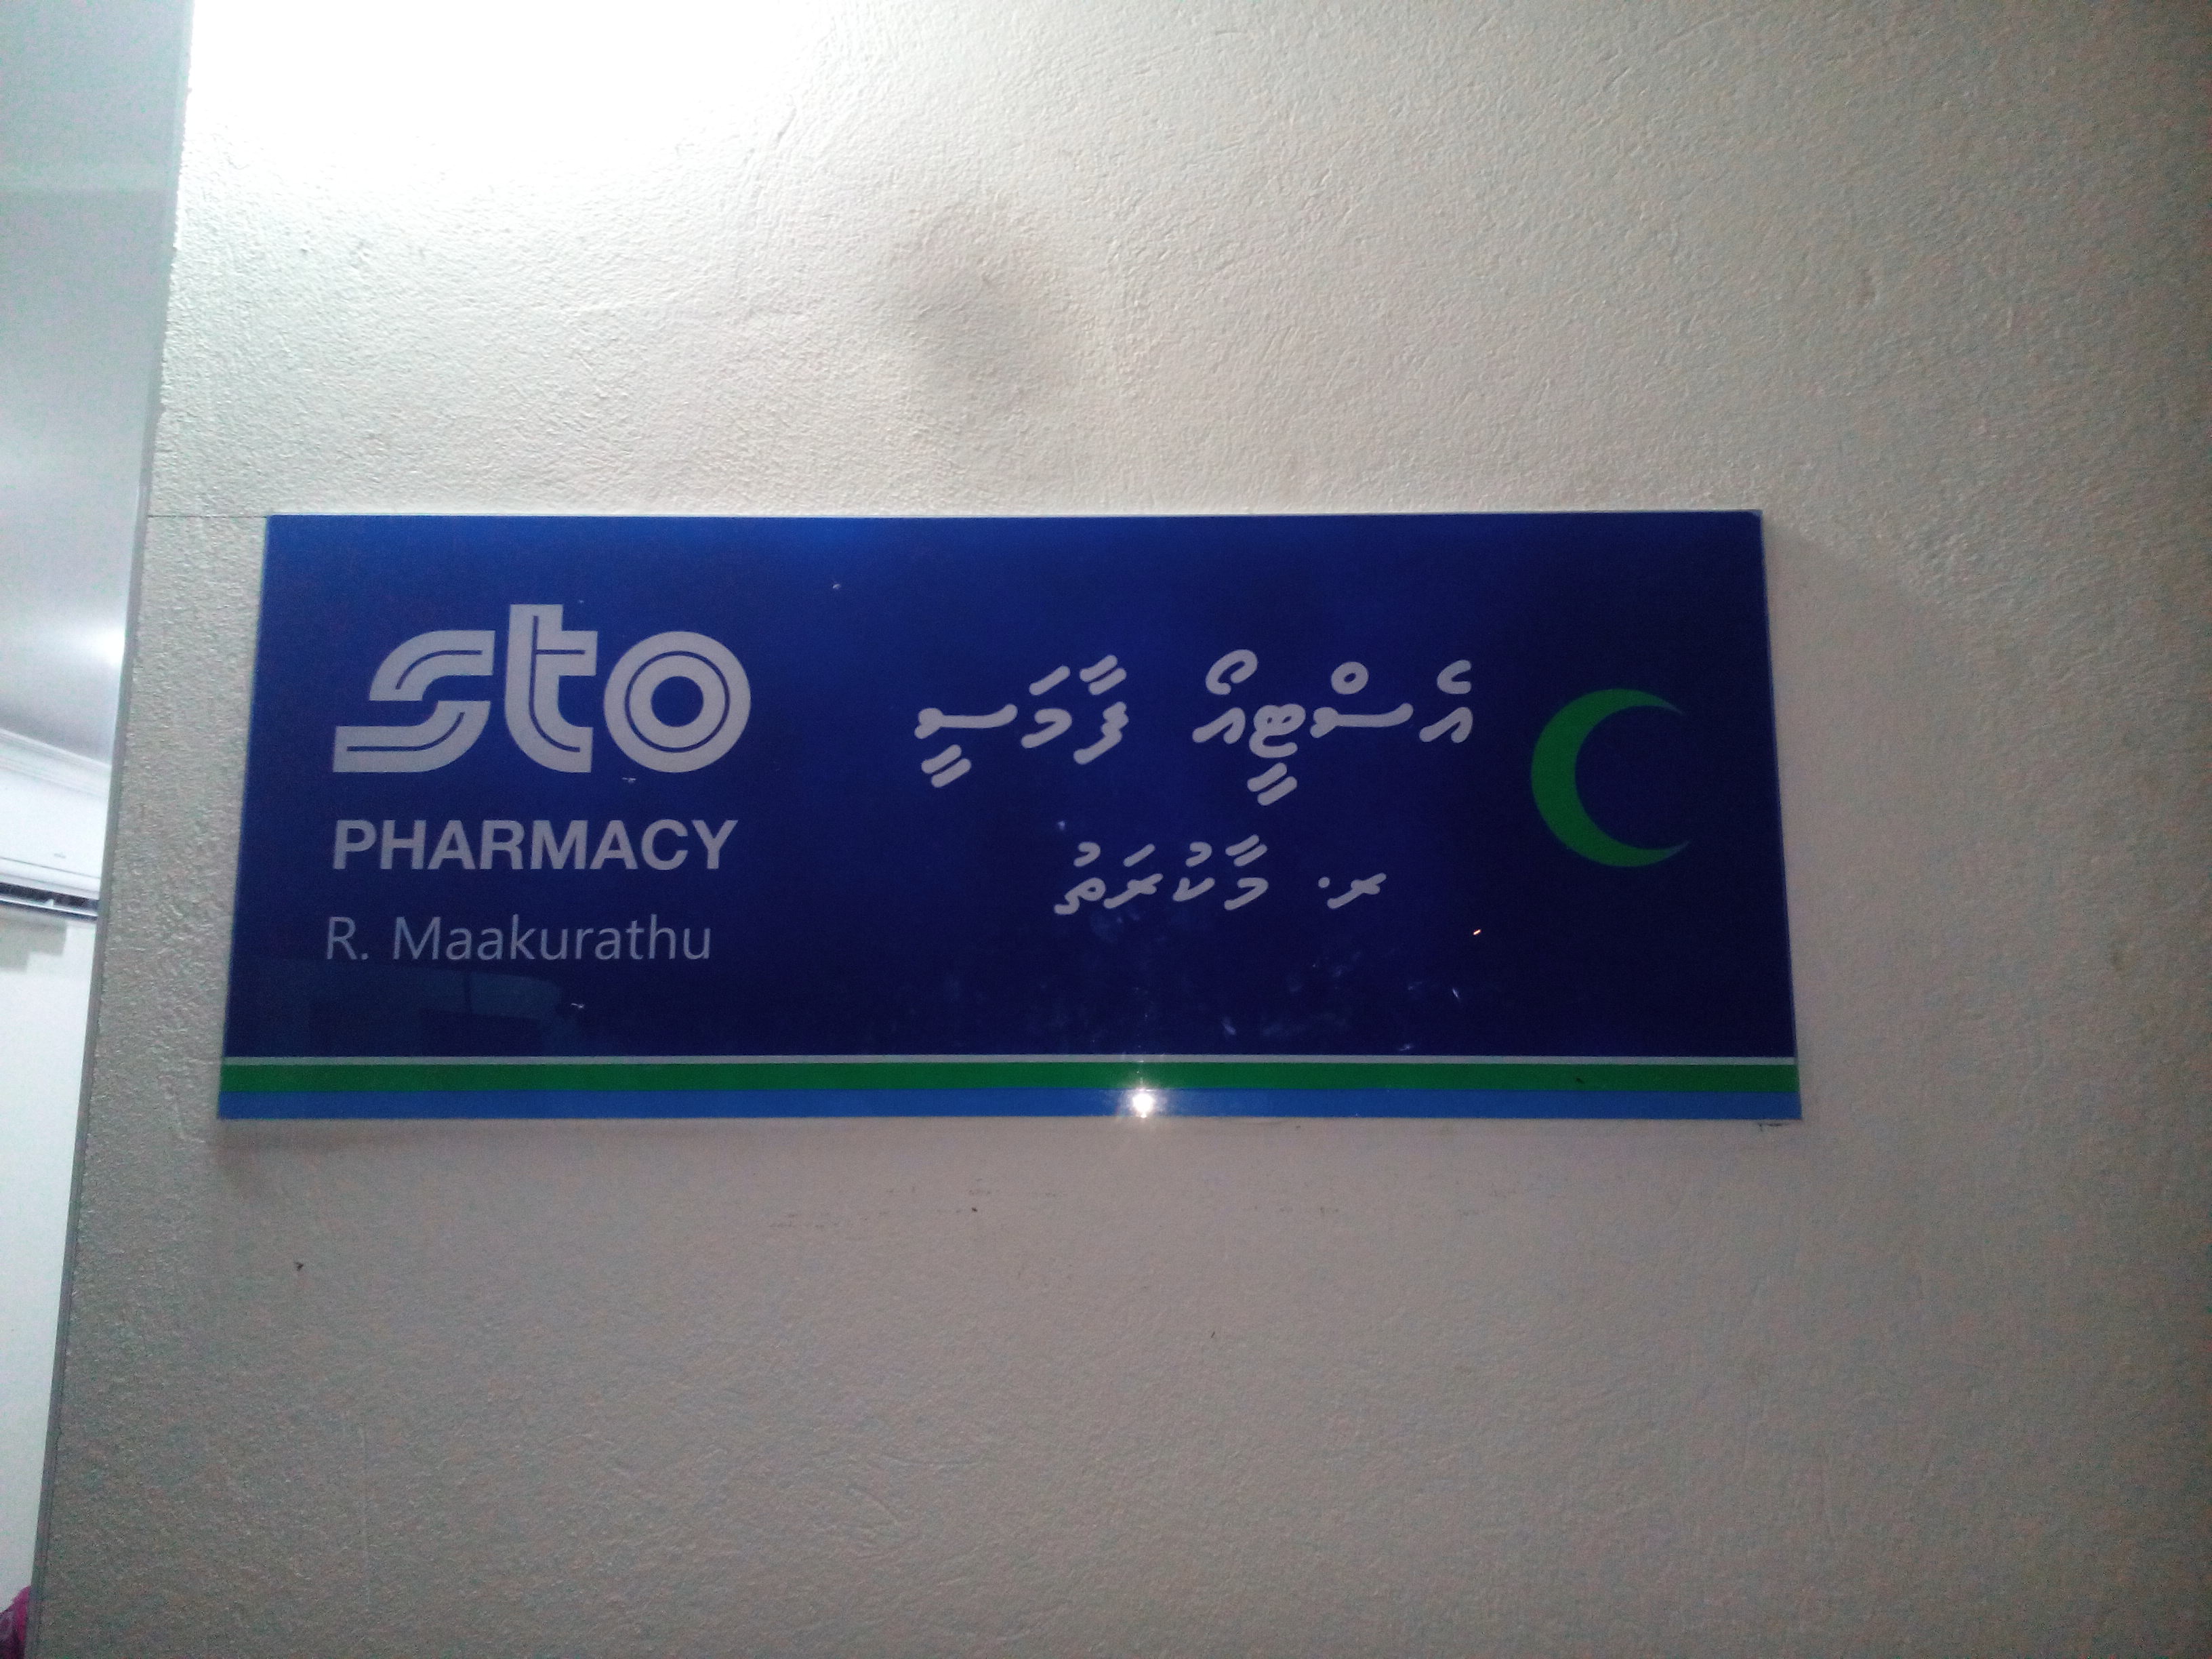 sto
PHARMACY
R. Maakurathu
އެސްޓީއޯ ފާމަސީ
ރ. މާކުރަތު